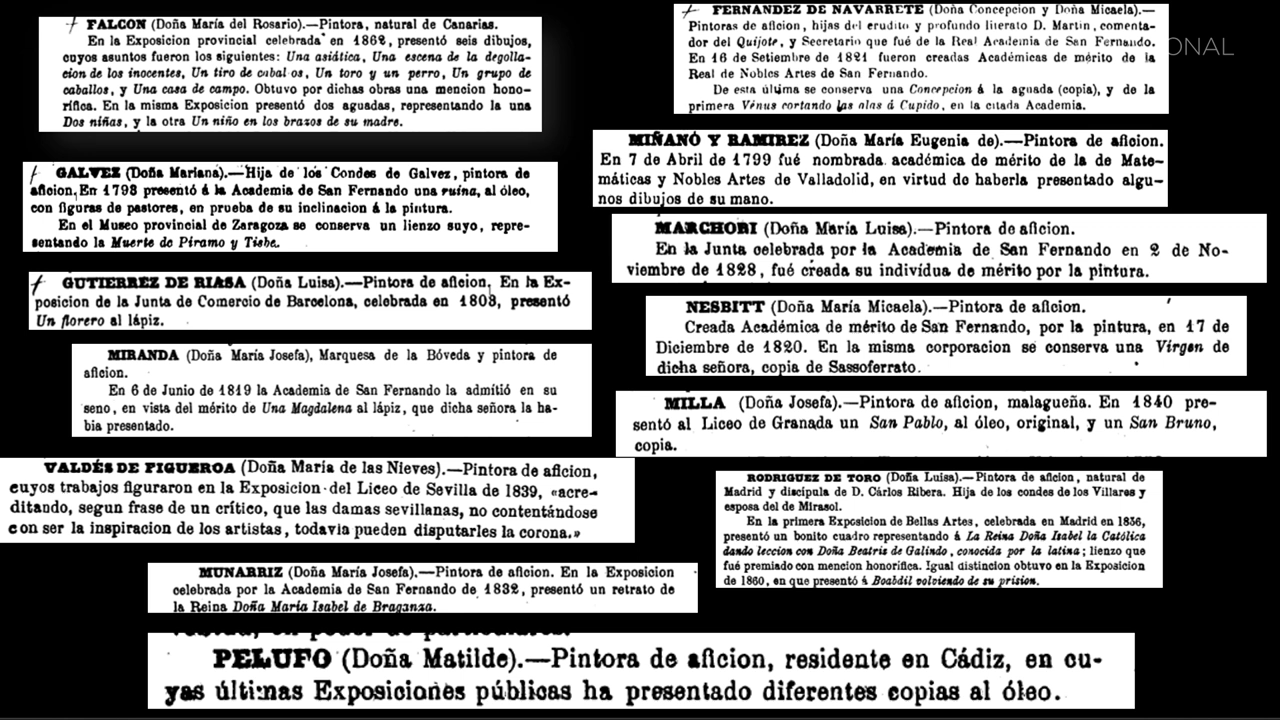 FALCON (Doña María del Rosario).—Pintora, natural de Canarias.
En la Exposicion provincial celebrada en 1862, presentó seis dibujos,
cuyos asuntos fueron los siguientes: Una asiática, Una escena de la degolla-
cion de los inocentes, Un tiro de caballos, Un toro y un perro, Un grupo de
caballos, y Una casa de campo. Obtuvo por dichas obras una mencion hono-
rífica. En la misma Exposicion presentó dos aguadas, representando la una
Dos niñas, y la otra Un niño en los brazos de su madre.
GALVEZ (Doña Mariana).—Hija de los Condes de Galvez, pintora de
aficion. En 1793 presentó á la Academia de San Fernando una ruina, al óleo,
con figuras de pastores, en prueba de su inclinacion á la pintura.
En el Museo provincial de Zaragoza se conserva un lienzo suyo, repre-
sentando la Muerte de Piramo y Tisbe.
GUTIERREZ DE RIASA (Doña Luisa).—Pintora de aficion. En la Ex-
posicion de la Junta de Comercio de Barcelona, celebrada en 1803, presentó
Un florero al lápiz.
MIRANDA (Doña María Josefa), Marquesa de la Bóveda y pintora de
aficion.
En 6 de Junio de 1819 la Academia de San Fernando la admitió en su
seno, en vista del mérito de Una Magdalena al lápiz, que dicha señora la ha-
bia presentado.
VALDÉS DE FIGUEROA (Doña María de las Nieves).—Pintora de aficion,
cuyos trabajos figuraron en la Exposicion del Liceo de Sevilla de 1839, «acre-
ditando, segun frase de un crítico, que las damas sevillanas, no contentándose
con ser la inspiracion de los artistas, todavia pueden disputarles la corona.»
MUNARRIZ (Doña María Josefa).—Pintora de aficion. En la Exposicion
celebrada por la Academia de San Fernando de 1832, presentó un retrato de
la Reina Doña María Isabel de Braganza.
FERNANDEZ DE NAVARRETE (Doña Concepcion y Doña Micaela).—
Pintoras de aficion, hijas del erudito y profundo literato D. Martin, comenta-
dor del Quijote, y Secretario que fué de la Real Academia de San Fernando.
En 16 de Setiembre de 1821 fueron creadas Académicas de mérito de la
Real de Nobles Artes de San Fernando.
De esta última se conserva una Concepcion á la aguada (copia), y de la
primera Vénus cortando las alas á Cupido, en la citada Academia.
ONAL
MIÑANÓ Y RAMIREZ (Doña María Eugenia de).—Pintora de aficion.
En 7 de Abril de 1799 fué nombrada académica de mérito de la de Mate-
máticas y Nobles Artes de Valladolid, en virtud de haberla presentado algu-
nos dibujos de su mano.
MARCHORI (Doña María Luisa).—Pintora de aficion.
En la Junta celebrada por la Academia de San Fernando en 2 de No-
viembre de 1828, fué creada su individua de mérito por la pintura.
NESBITT (Doña María Micaela).—Pintora de aficion.
Creada Académica de mérito de San Fernando, por la pintura, en 17 de
Diciembre de 1820. En la misma corporacion se conserva una Virgen de
dicha señora, copia de Sassoferrato.
MILLA (Doña Josefa).—Pintora de aficion, malagueña. En 1840 pre-
sentó al Liceo de Granada un San Pablo, al óleo, original, y un San Bruno,
copia.
RODRIGUEZ DE TORO (Doña Luisa).—Pintora de aficion, natural de
Madrid y discípula de D. Cárlos Ribera. Hija de los condes de los Villares y
esposa del de Mirasol.
En la primera Exposicion de Bellas Artes, celebrada en Madrid en 1856,
presentó un bonito cuadro representando á La Reina Doña Isabel la Católica
dando leccion con Doña Beatriz de Galindo, conocida por la latina; lienzo que
fué premiado con mencion honorífica. Igual distincion obtuvo en la Exposicion
de 1860, en que presentó á Boabdil volviendo de su prision.
en poder de particulares.
PELUFO (Doña Matilde).—Pintora de aficion, residente en Cádiz, en cu-
yas últimas Exposiciones públicas ha presentado diferentes copias al óleo.